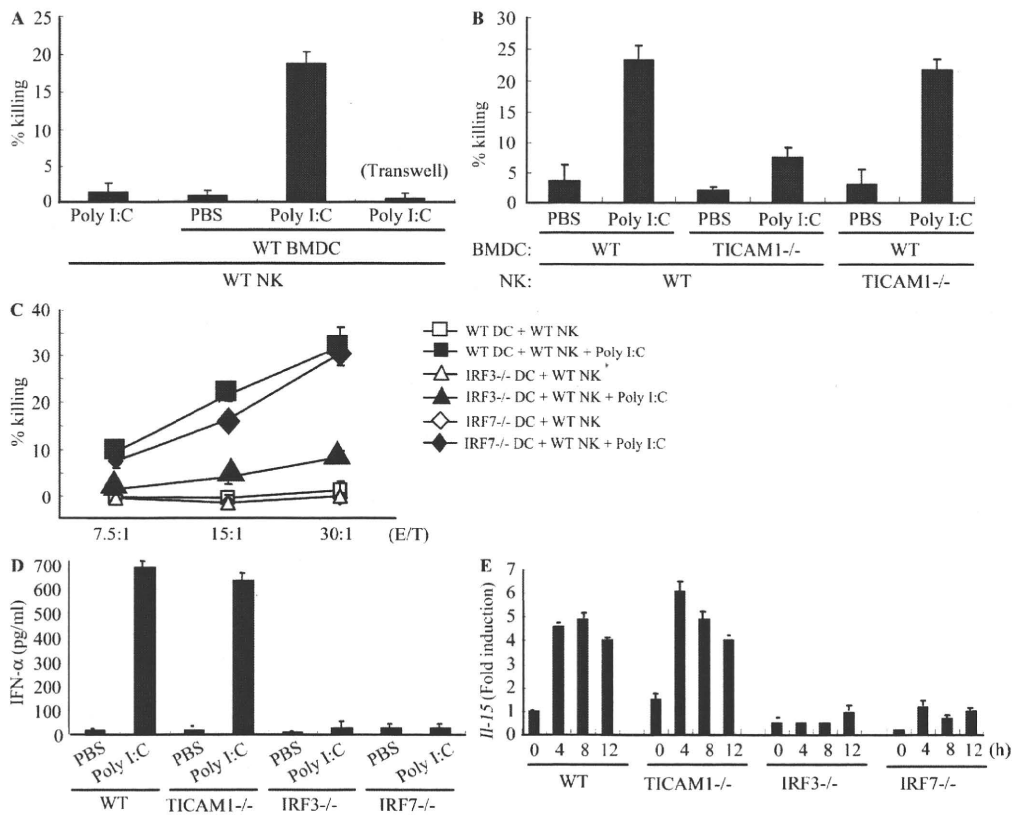 A
% killing
25
20
15
10
5
0
(Transwell)
Poly I:C
PBS
Poly I:C
Poly I:C
WT BMDC
WT NK
B
% killing
30
25
20
15
10
5
0
PBS
Poly I:C
PBS
Poly I:C
PBS
Poly I:C
BMDC:
WT
TICAM1-/-
WT
NK:
WT
TICAM1-/-
C
% killing
40
30
20
10
0
7.5:1
15:1
30:1
(E/T)
WT DC + WT NK
WT DC + WT NK + Poly I:C
IRF3-/- DC + WT NK
IRF3-/- DC + WT NK + Poly I:C
IRF7-/- DC + WT NK
IRF7-/- DC + WT NK + Poly I:C
D
IFN-α (pg/ml)
700
600
500
400
300
200
100
0
PBS
Poly I:C
PBS
Poly I:C
PBS
Poly I:C
PBS
Poly I:C
WT
TICAM1-/-
IRF3-/-
IRF7-/-
E
Il-15 (Fold induction)
7
6
5
4
3
2
1
0
0 4 8 12
0 4 8 12
0 4 8 12
0 4 8 12 (h)
WT
TICAM1-/-
IRF3-/-
IRF7-/-